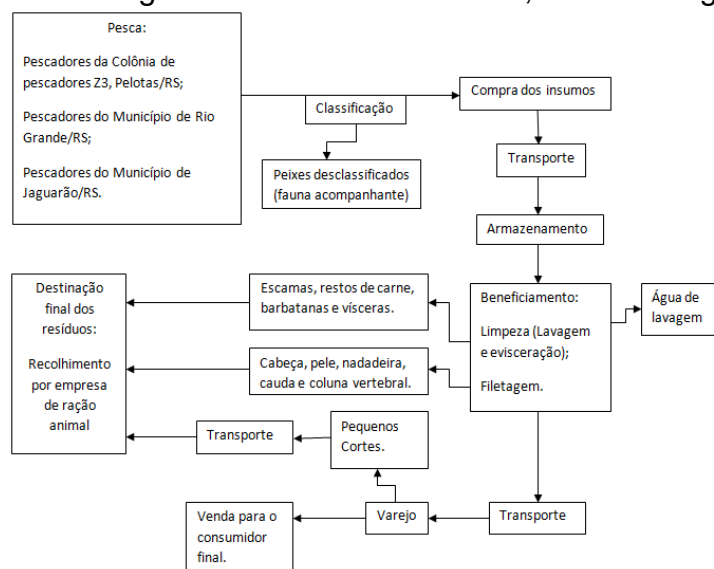 Pesca:
Pescadores da Colônia de
pescadores Z3, Pelotas/RS;
Pescadores do Município de Rio
Grande/RS;
Pescadores do Município de
Jaguarão/RS.
Classificação
Peixes desclassificados
(fauna acompanhante)
Compra dos insumos
Transporte
Armazenamento
Beneficiamento:
Limpeza (Lavagem
e evisceração);
Filetagem.
Água de
lavagem
Escamas, restos de carne,
barbatanas e vísceras.
Cabeça, pele, nadadeira,
cauda e coluna vertebral.
Destinação
final dos
resíduos:
Recolhimento
por empresa
de ração
animal
Transporte
Pequenos
Cortes.
Venda para o
consumidor
final.
Varejo
Transporte